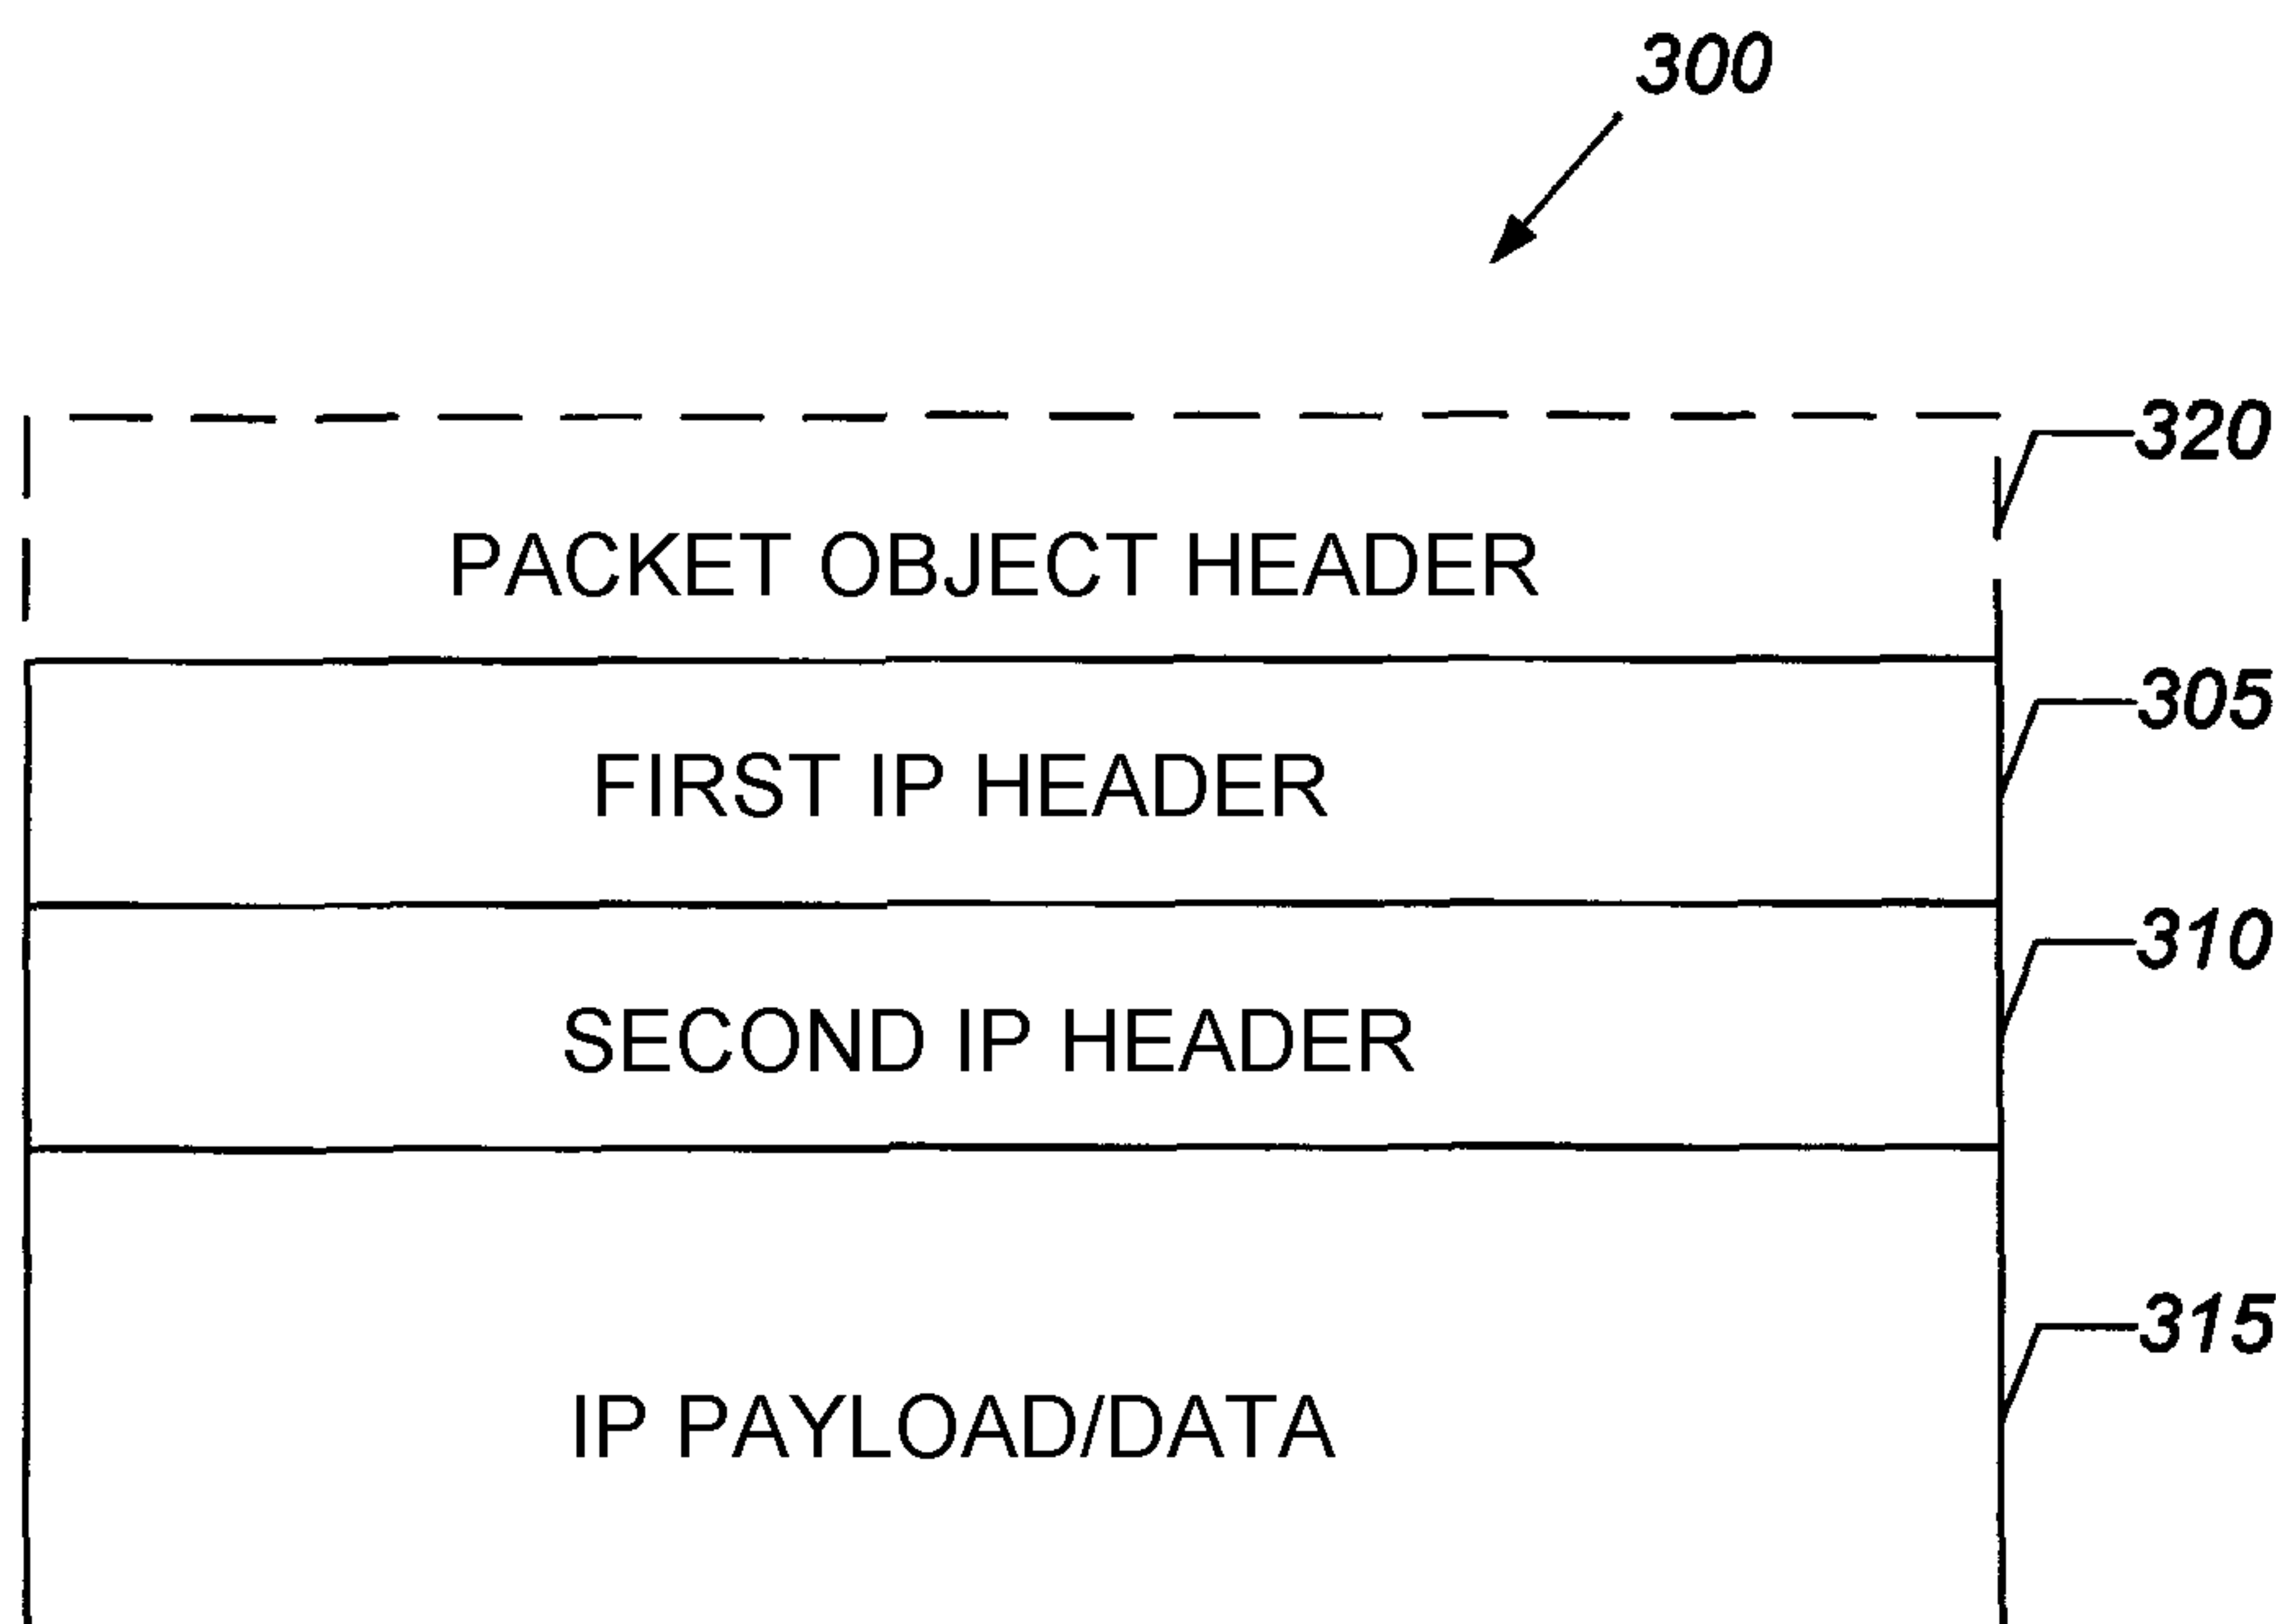 300
320
PACKET OBJECT HEADER
305
FIRST IP HEADER
310
SECOND IP HEADER
315
IP PAYLOAD/DATA